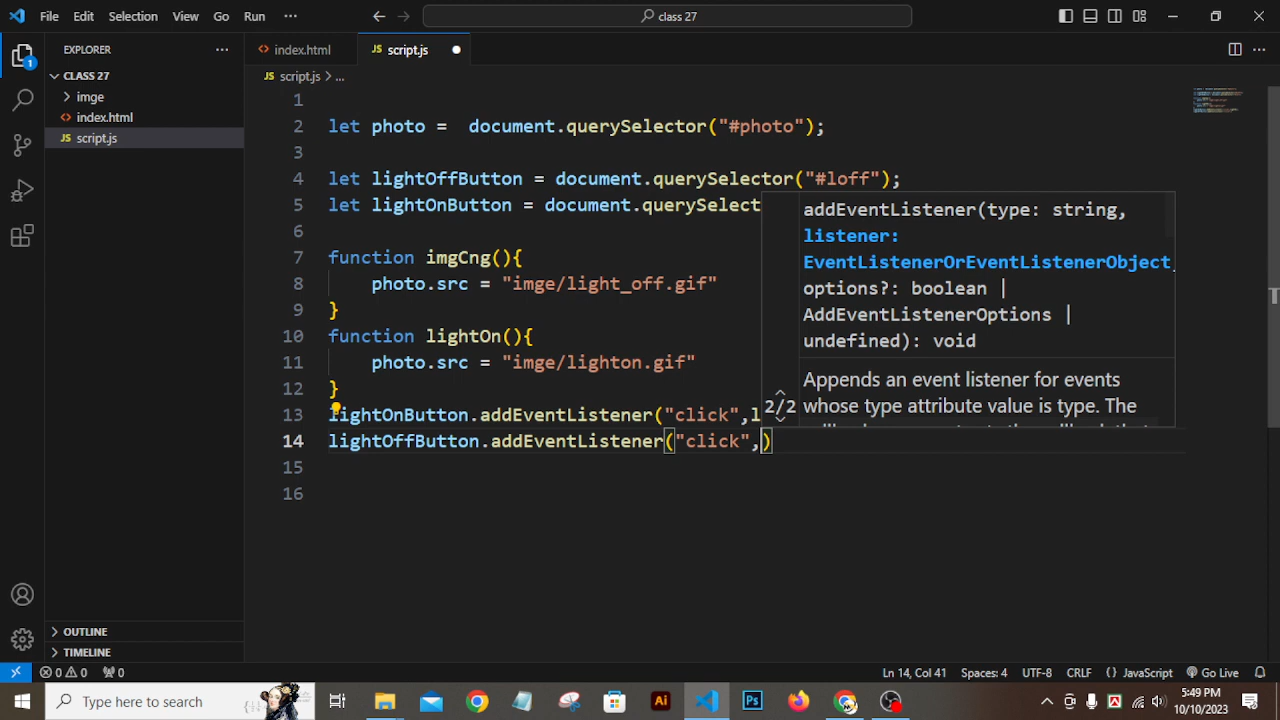 File Edit Selection View Go Run ··· class 27
EXPLORER ···
index.html
JS script.js
CLASS 27
imge
index.html
JS script.js
JS script.js > ...
1
2 let photo =  document.querySelector("#photo");
3
4 let lightOffButton = document.querySelector("#loff");
5 let lightOnButton = document.querySelect
6
7 function imgCng(){
8 photo.src = "imge/light_off.gif"
9 }
10 function lightOn(){
11 photo.src = "imge/lighton.gif"
12 }
13 lightOnButton.addEventListener("click",l
14 lightOffButton.addEventListener("click",)
15
16
addEventListener(type: string,
listener:
EventListenerOrEventListenerObject,
options?: boolean |
AddEventListenerOptions |
undefined): void
2/2
Appends an event listener for events
whose type attribute value is type. The
1
OUTLINE
TIMELINE
0 0 0 Ln 14, Col 41 Spaces: 4 UTF-8 CRLF {} JavaScript Go Live
Type here to search
Ai
Ps
A
3:49 PM
10/10/2023